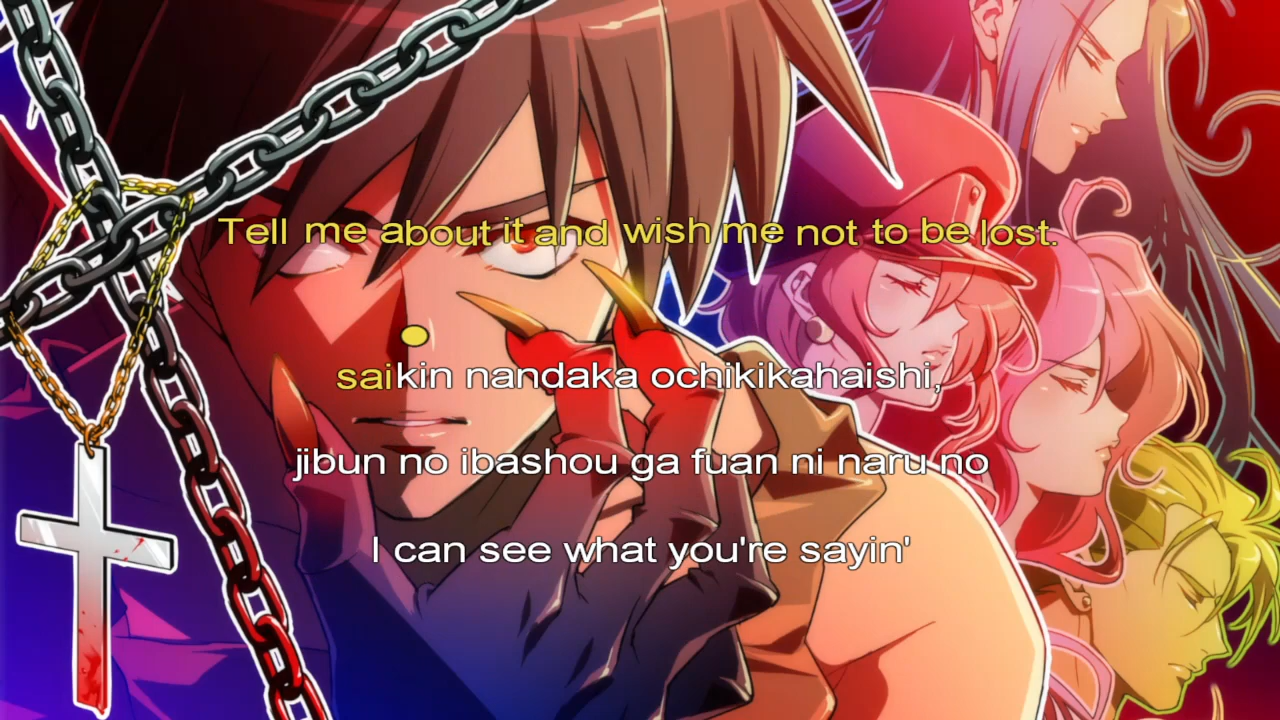 Tell me about it and wish me not to be lost.
saikin nandaka ochikikahaishi,
jibun no ibashou ga fuan ni naru no
I can see what you're sayin'